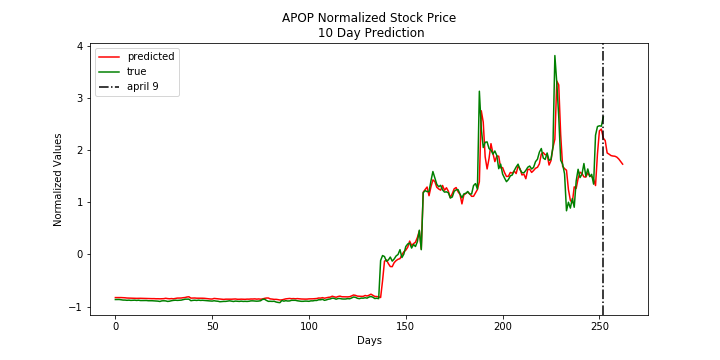 APOP Normalized Stock Price
10 Day Prediction
predicted
true
april 9
Normalized Values
4
3
2
1
0
−1
0
50
100
150
200
250
Days